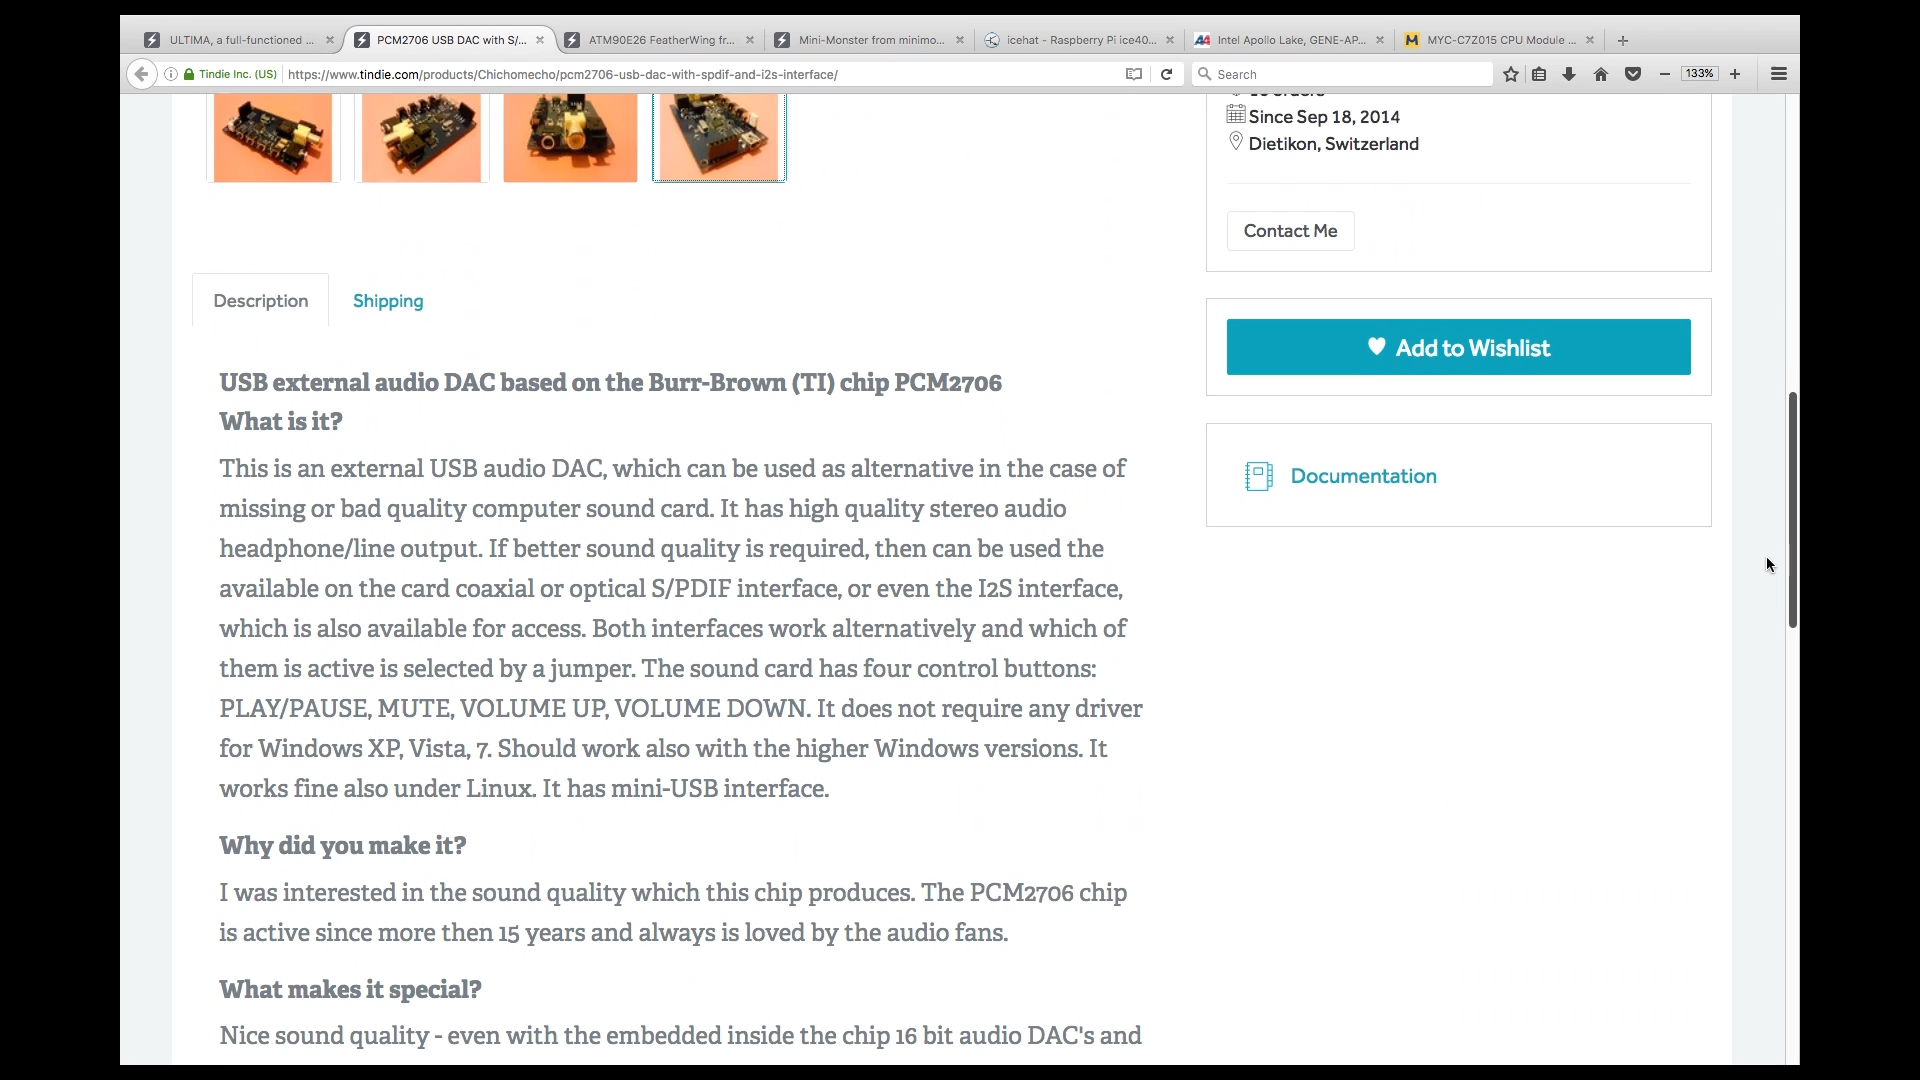 ULTIMA, a full-functioned ...
PCM2706 USB DAC with S/...
ATM90E26 FeatherWing fr...
Mini-Monster from minimo...
icehat - Raspberry Pi ice40...
Intel Apollo Lake, GENE-AP...
MYC-C7Z015 CPU Module ...
Tindie Inc. (US)
https://www.tindie.com/products/Chichomecho/pcm2706-usb-dac-with-spdif-and-i2s-interface/
Search
133%
Since Sep 18, 2014
Dietikon, Switzerland
Contact Me
Description
Shipping
Add to Wishlist
Documentation
USB external audio DAC based on the Burr-Brown (TI) chip PCM2706
What is it?
This is an external USB audio DAC, which can be used as alternative in the case of
missing or bad quality computer sound card. It has high quality stereo audio
headphone/line output. If better sound quality is required, then can be used the
available on the card coaxial or optical S/PDIF interface, or even the I2S interface,
which is also available for access. Both interfaces work alternatively and which of
them is active is selected by a jumper. The sound card has four control buttons:
PLAY/PAUSE, MUTE, VOLUME UP, VOLUME DOWN. It does not require any driver
for Windows XP, Vista, 7. Should work also with the higher Windows versions. It
works fine also under Linux. It has mini-USB interface.
Why did you make it?
I was interested in the sound quality which this chip produces. The PCM2706 chip
is active since more then 15 years and always is loved by the audio fans.
What makes it special?
Nice sound quality - even with the embedded inside the chip 16 bit audio DAC's and